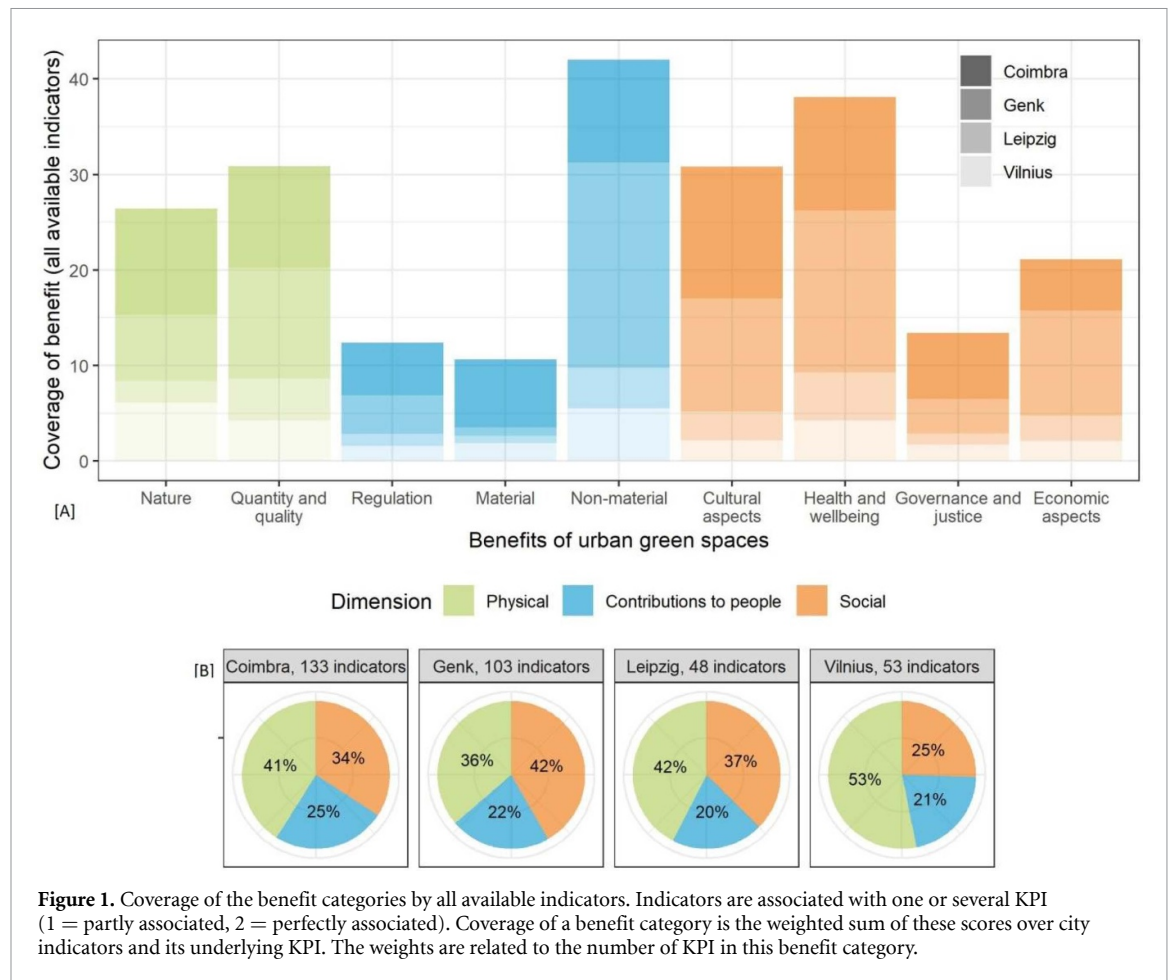 Coverage of benefit (all available indicators)
40
30
20
10
0
Coimbra
Genk
Leipzig
Vilnius
Nature
Quantity and
quality
Regulation
Material
Non-material
Cultural
aspects
Health and
wellbeing
Governance and
justice
Economic
aspects
[A]
Benefits of urban green spaces
Dimension Physical Contributions to people Social
[B]
Coimbra, 133 indicators
41%
34%
25%
Genk, 103 indicators
36%
42%
22%
Leipzig, 48 indicators
42%
37%
20%
Vilnius, 53 indicators
53%
25%
21%
Figure 1. Coverage of the benefit categories by all available indicators. Indicators are associated with one or several KPI
(1 = partly associated, 2 = perfectly associated). Coverage of a benefit category is the weighted sum of these scores over city
indicators and its underlying KPI. The weights are related to the number of KPI in this benefit category.